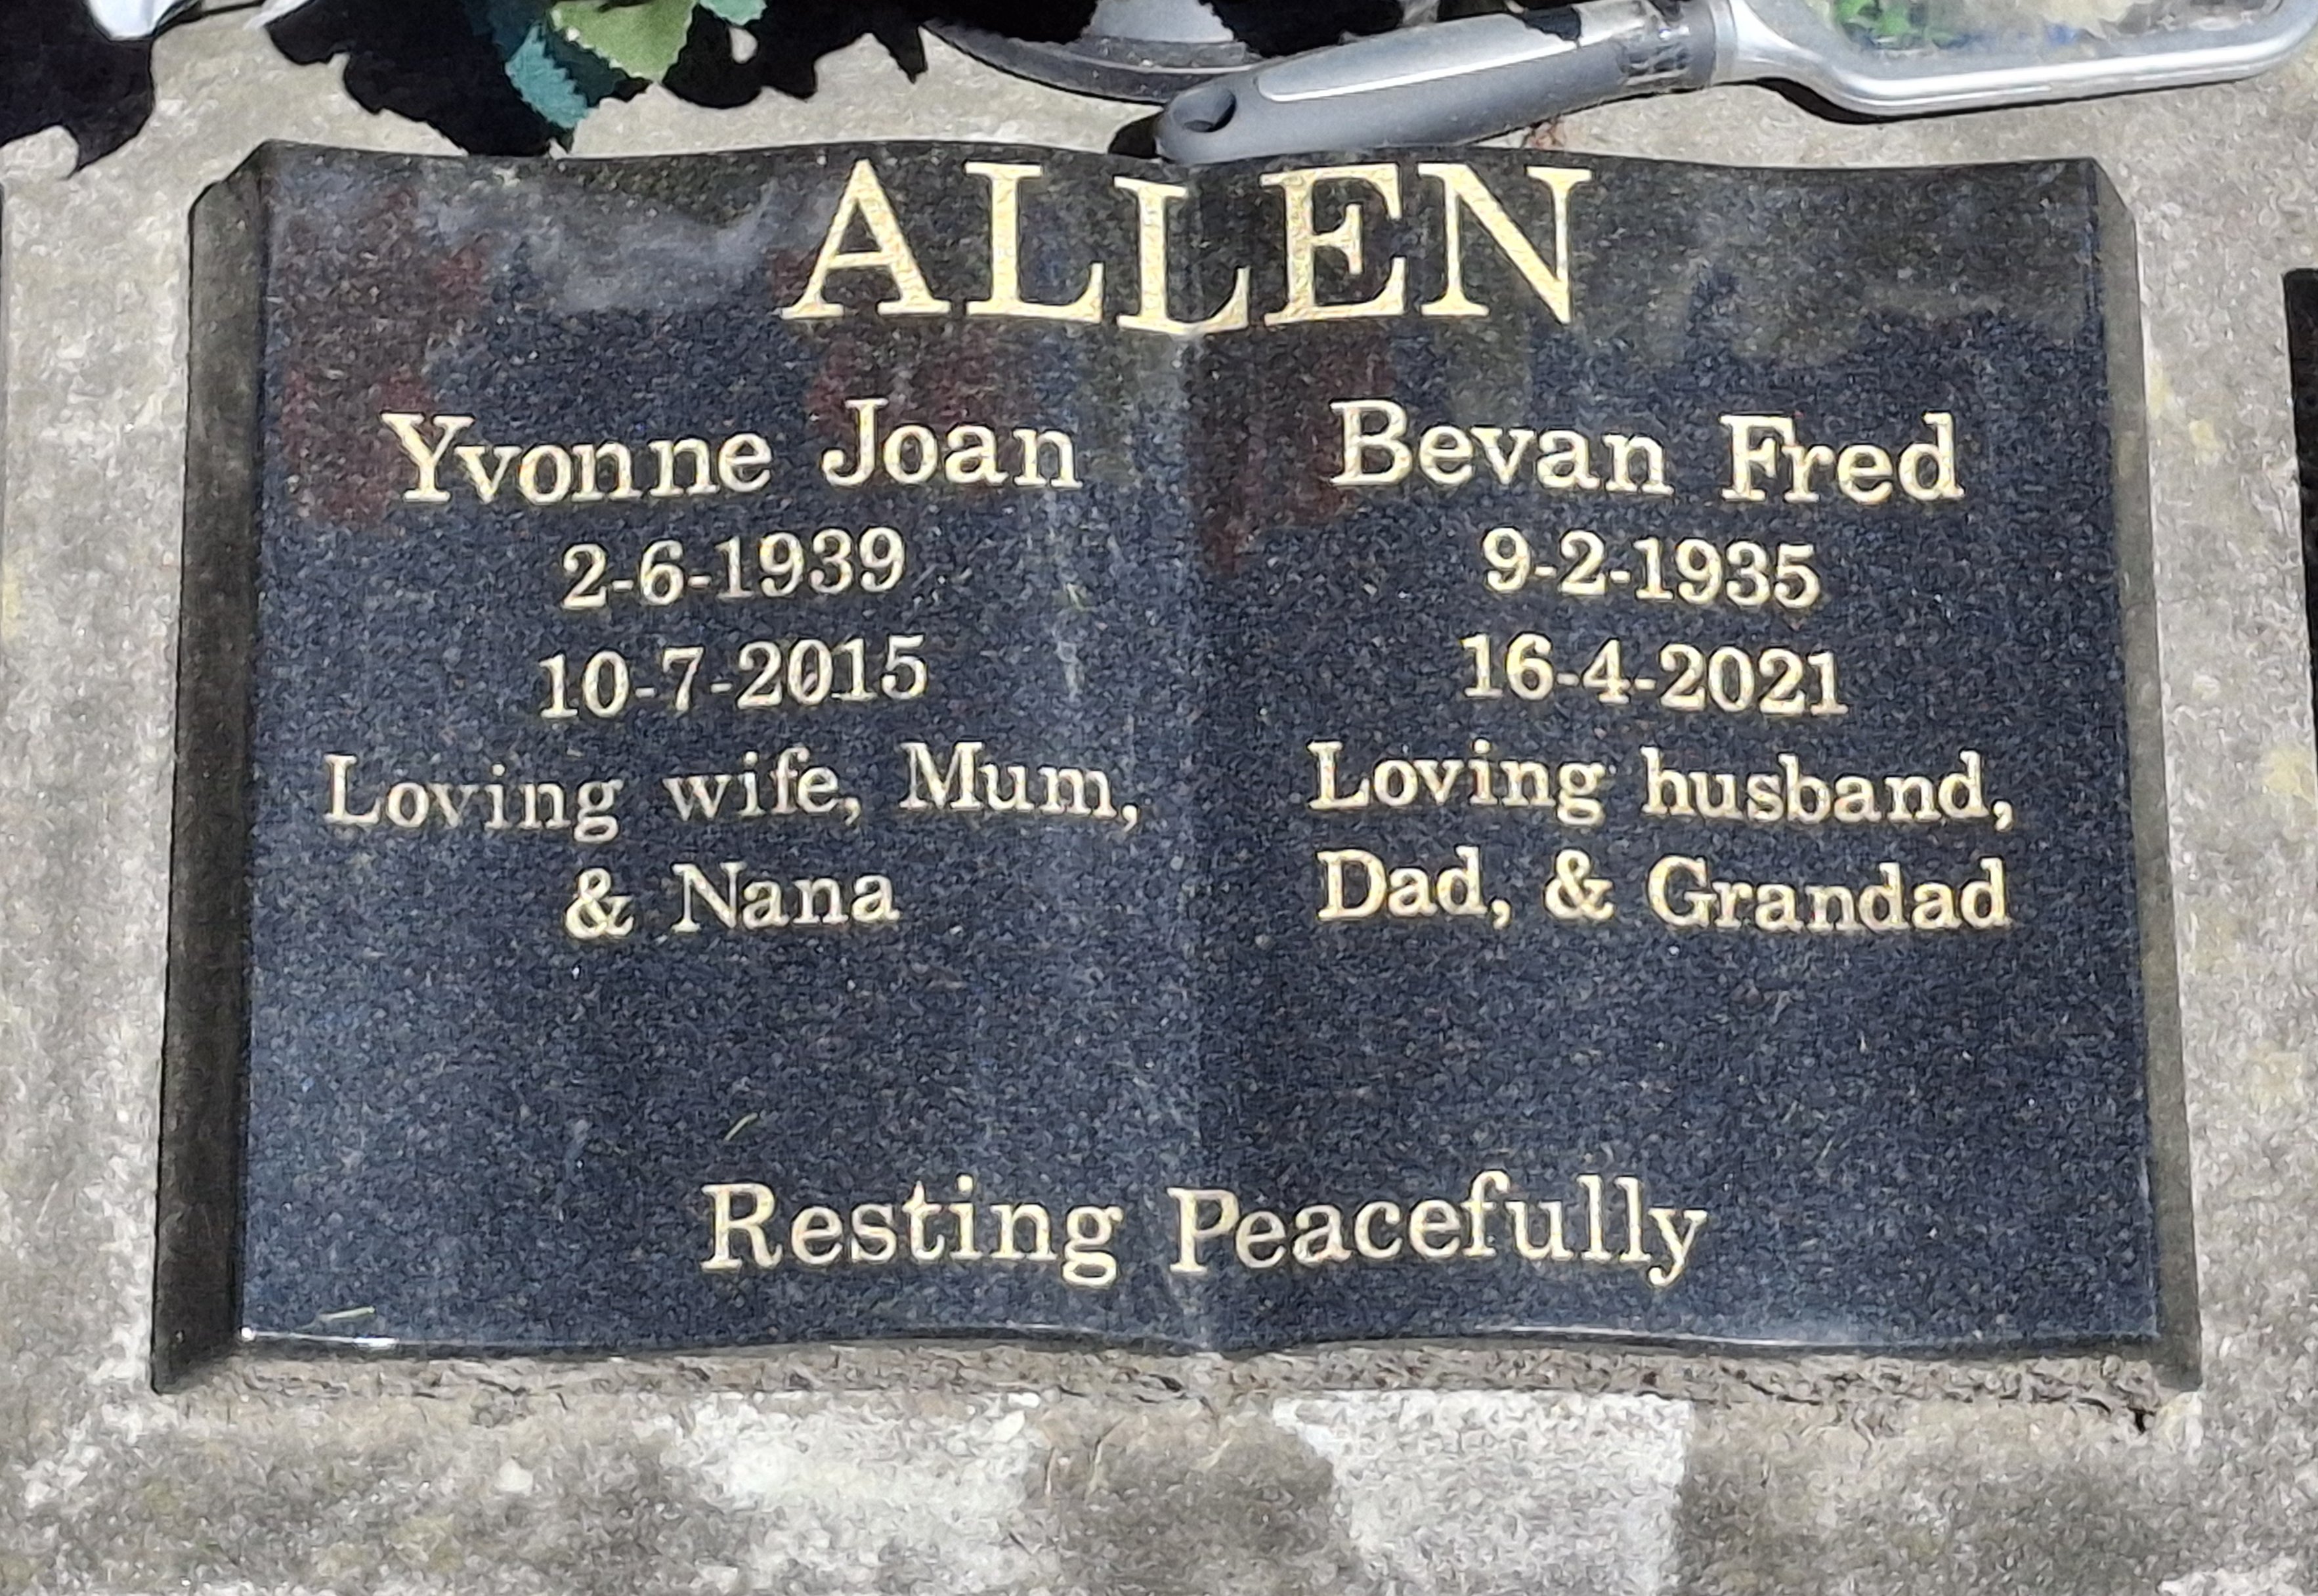 ALLEN
Yvonne Joan
2-6-1939
10-7-2015
Loving wife, Mum,
& Nana
Bevan Fred
9-2-1935
16-4-2021
Loving husband,
Dad, & Grandad
Resting Peacefully